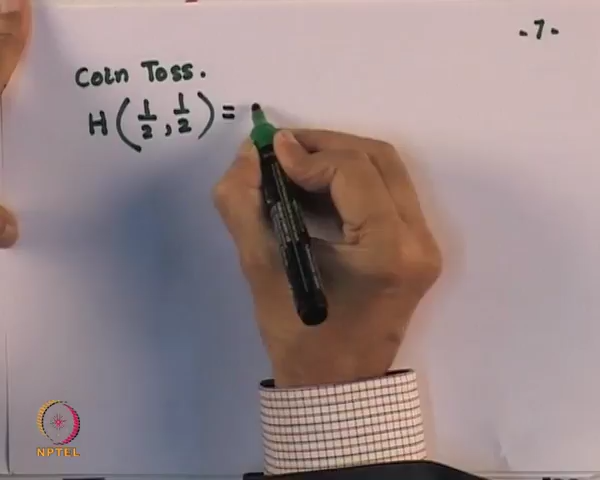 .7.
Coin Toss.
H(1/2, 1/2) =
NPTEL